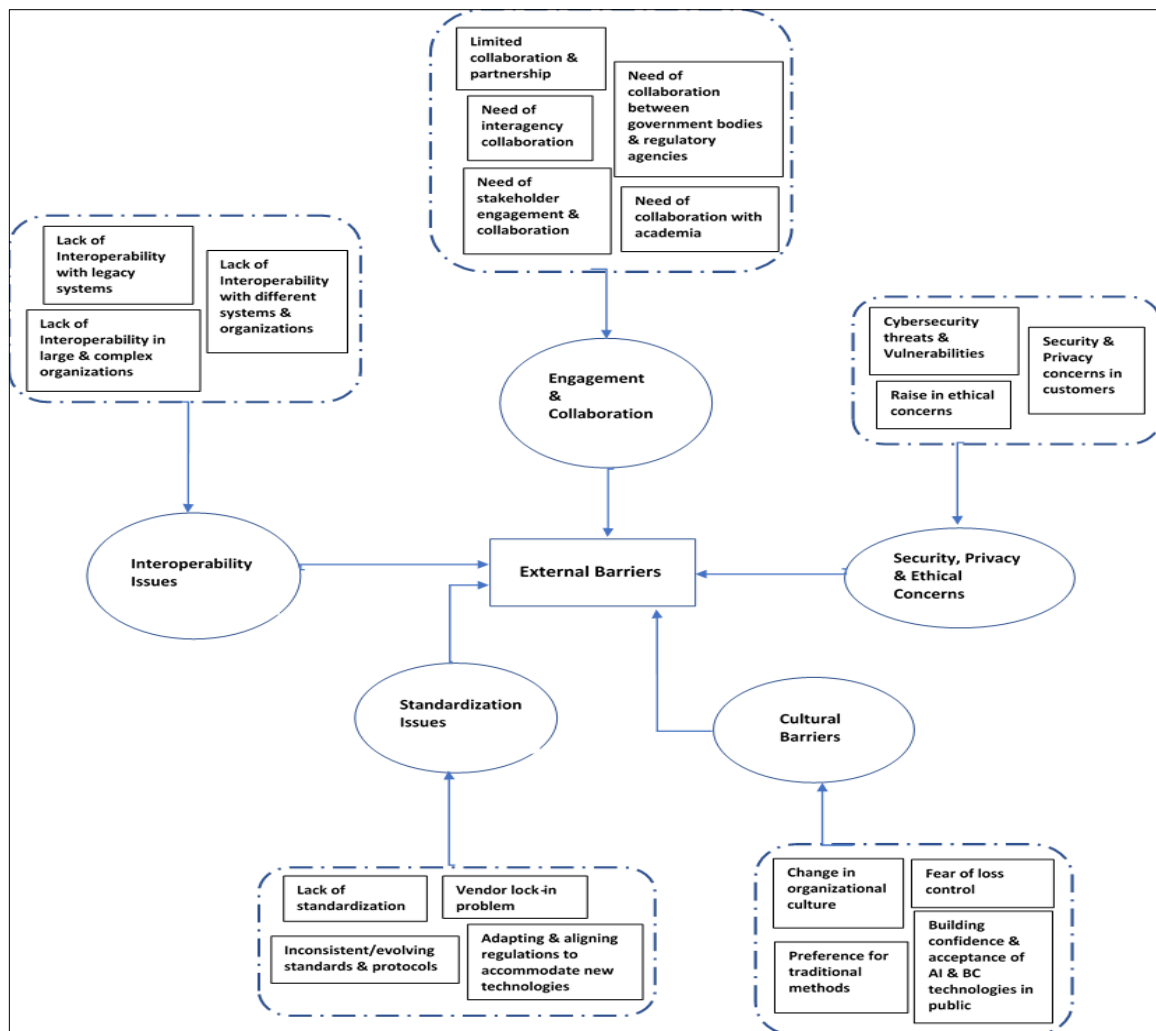 Limited
collaboration &
partnership
Need of
collaboration
between
government bodies
& regulatory
agencies
Need of
interagency
collaboration
Need of
stakeholder
engagement &
collaboration
Need of
collaboration with
academia
Lack of
Interoperability
with legacy
systems
Lack of
Interoperability
with different
systems &
organizations
Lack of
Interoperability in
large & complex
organizations
Cybersecurity
threats &
Vulnerabilities
Security &
Privacy
concerns in
customers
Raise in ethical
concerns
Engagement
&
Collaboration
Interoperability
Issues
External Barriers
Security, Privacy
& Ethical
Concerns
Standardization
Issues
Cultural
Barriers
Lack of
standardization
Vendor lock-in
problem
Inconsistent/evolving
standards & protocols
Adapting & aligning
regulations to
accommodate new
technologies
Change in
organizational
culture
Fear of loss
control
Preference for
traditional
methods
Building
confidence &
acceptance of
AI & BC
technologies in
public